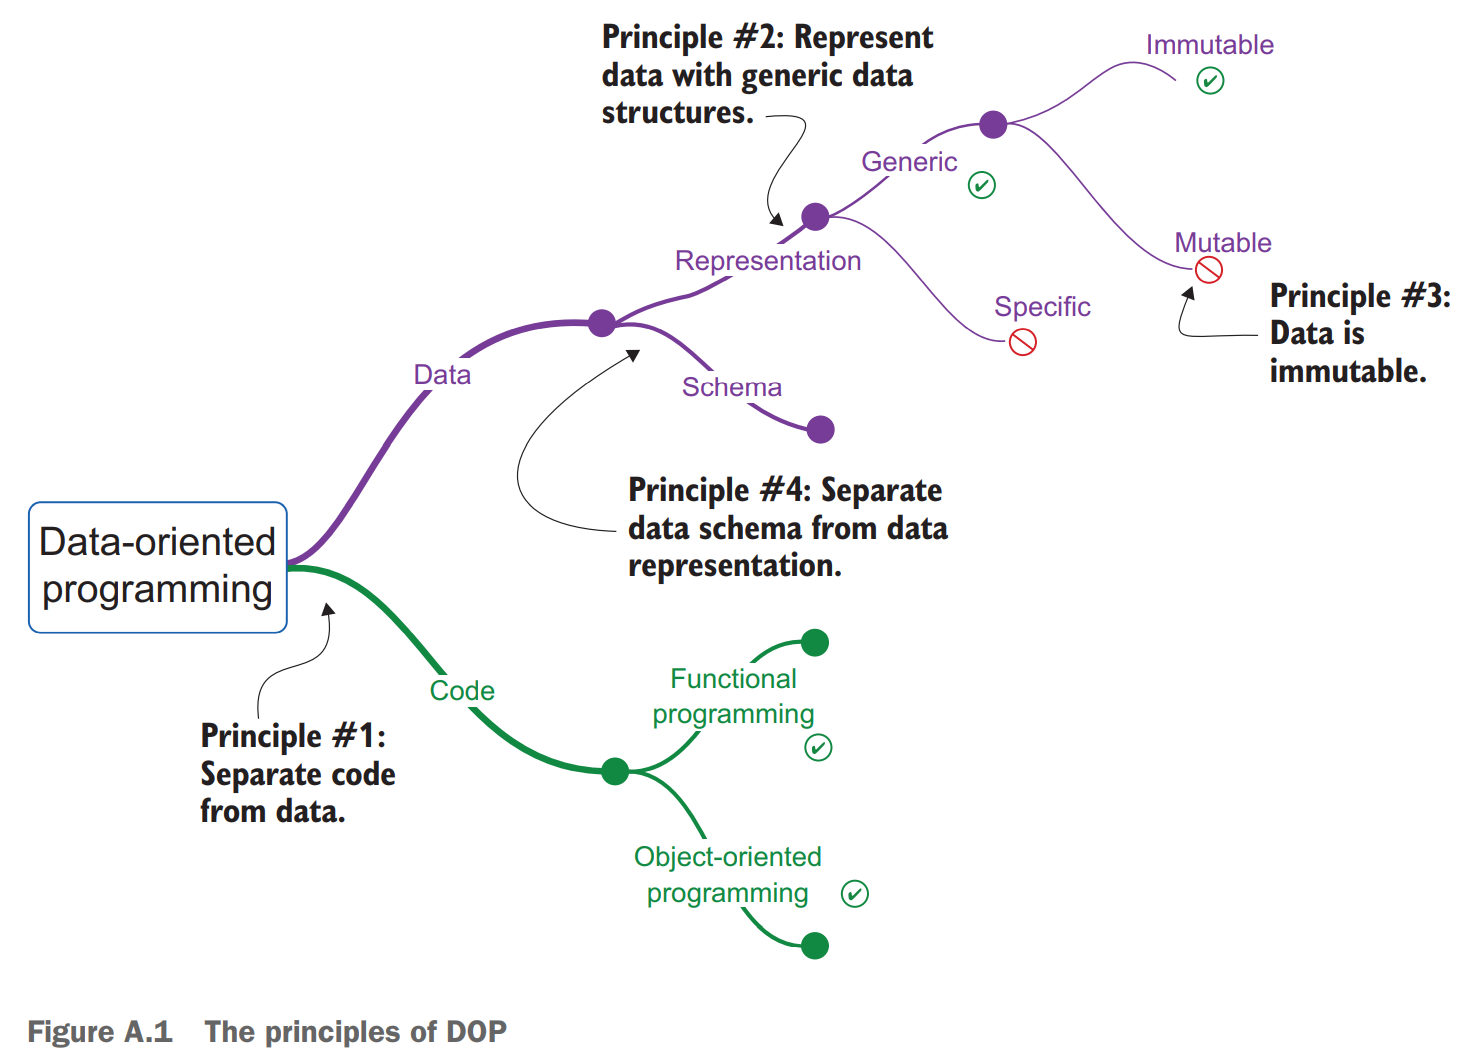 Principle #2: Represent
data with generic data
structures.
Immutable
Generic
Mutable
Representation
Specific
Principle #3:
Data is
immutable.
Data
Schema
Principle #4: Separate
data schema from data
representation.
Data-oriented
programming
Functional
programming
Code
Principle #1:
Separate code
from data.
Object-oriented
programming
Figure A.1 The principles of DOP